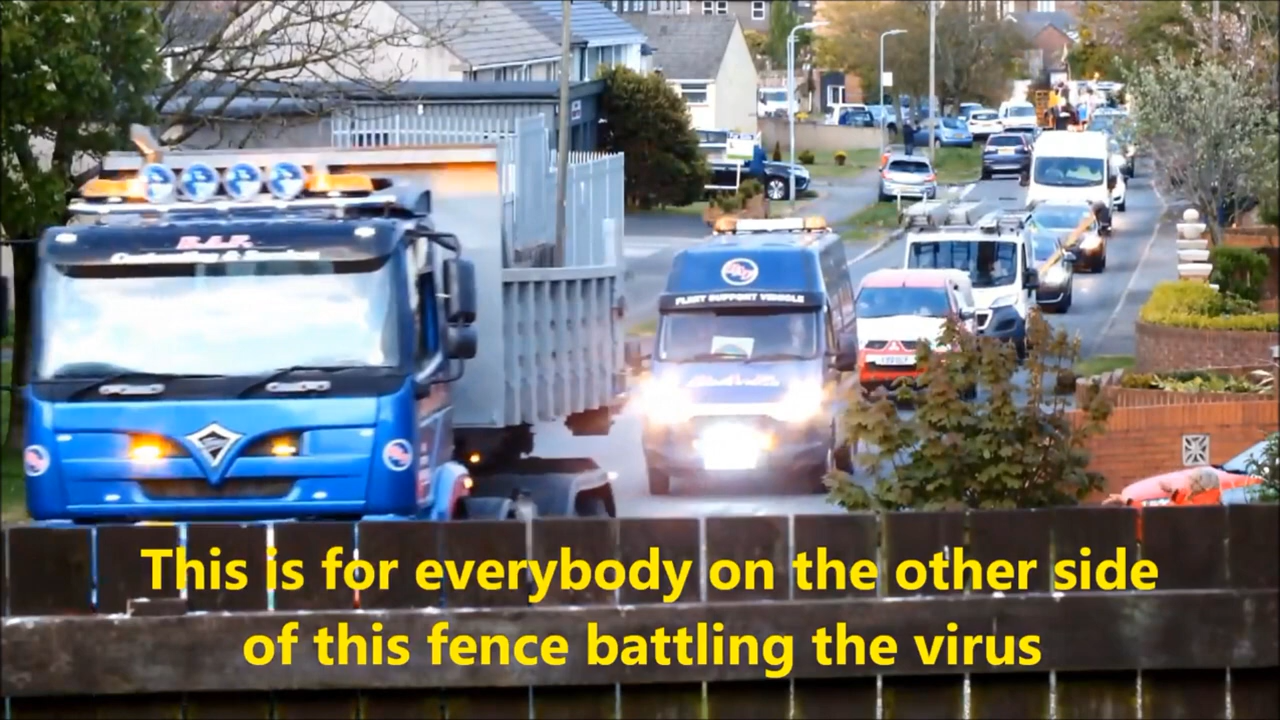 FLEET SUPPORT VEHICLE
This is for everybody on the other side
of this fence battling the virus